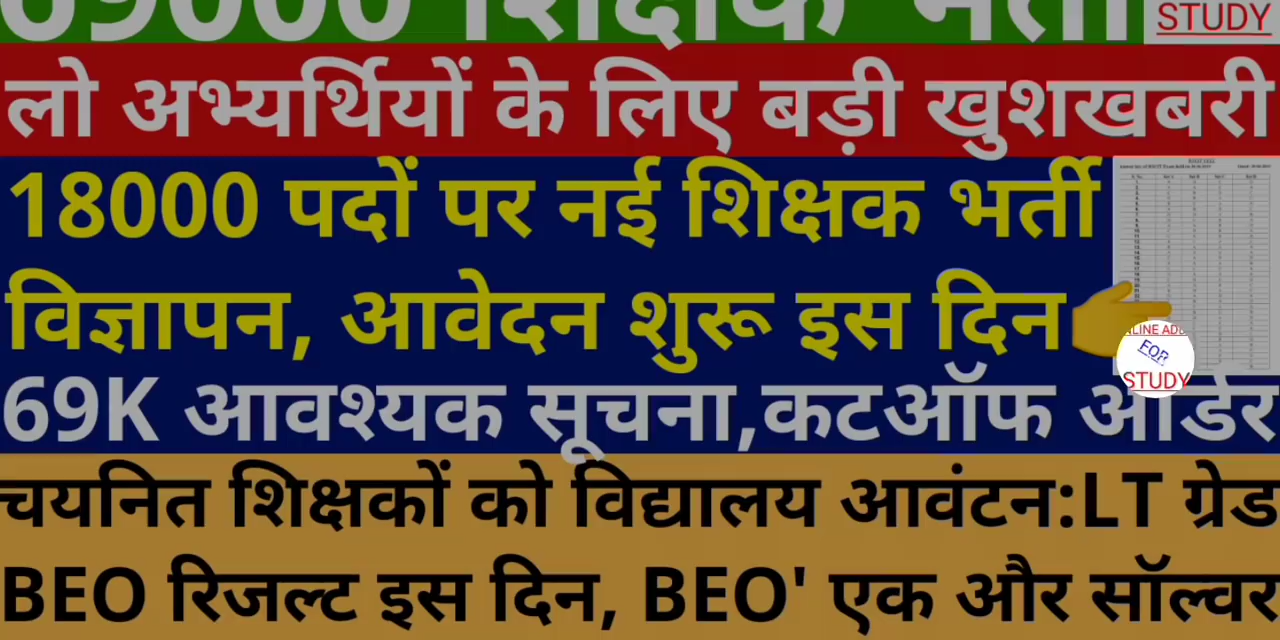 69000 शिक्षक भर्ती
STUDY
लो अभ्यर्थियों के लिए बड़ी खुशखबरी
18000 पदों पर नई शिक्षक भर्ती
विज्ञापन, आवेदन शुरू इस दिन
FOR
STUDY
69K आवश्यक सूचना,कटऑफ ऑर्डर
चयनित शिक्षकों को विद्यालय आवंटन:LT ग्रेड
BEO रिजल्ट इस दिन, BEO' एक और सॉल्वर